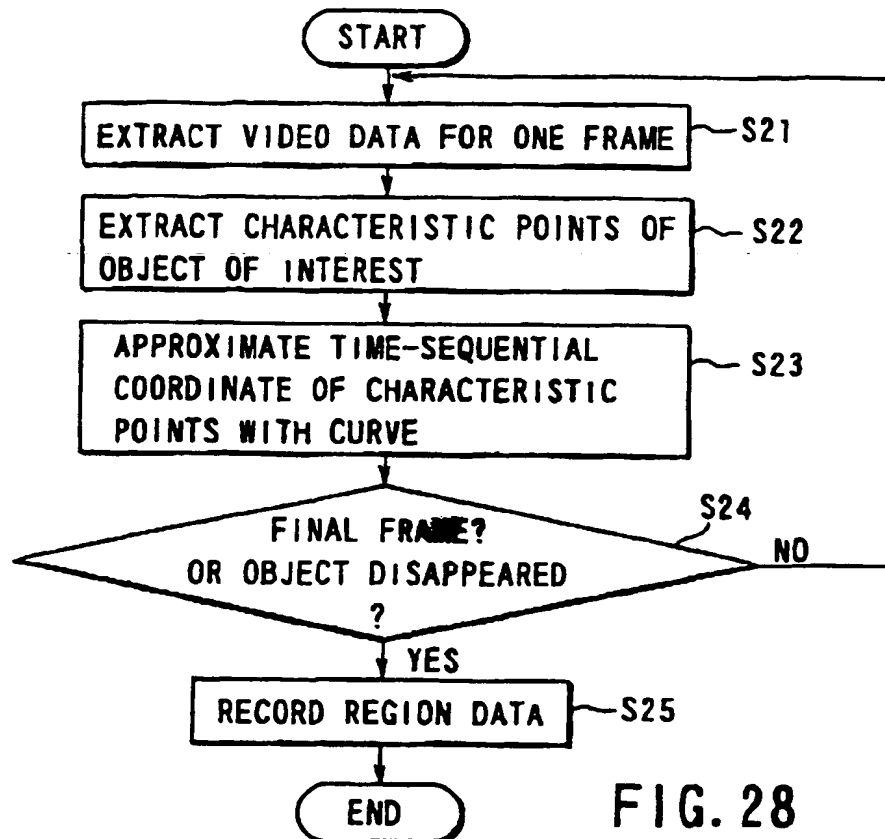 START
EXTRACT VIDEO DATA FOR ONE FRAME
S21
EXTRACT CHARACTERISTIC POINTS OF
OBJECT OF INTEREST
S22
APPROXIMATE TIME-SEQUENTIAL
COORDINATE OF CHARACTERISTIC
POINTS WITH CURVE
S23
FINAL FRAME?
OR OBJECT DISAPPEARED
?
S24
NO
YES
RECORD REGION DATA
S25
END
FIG. 28